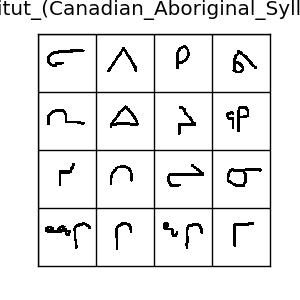 itut_(Canadian_Aboriginal_Syll
ᓕ ᐱ ᑭ ᕕ
ᕆ ᐃ ᔨ ᕿ
ᓯ ᑎ ᖠ ᓂ
ᙱ ᒋ ᖏ ᒥ